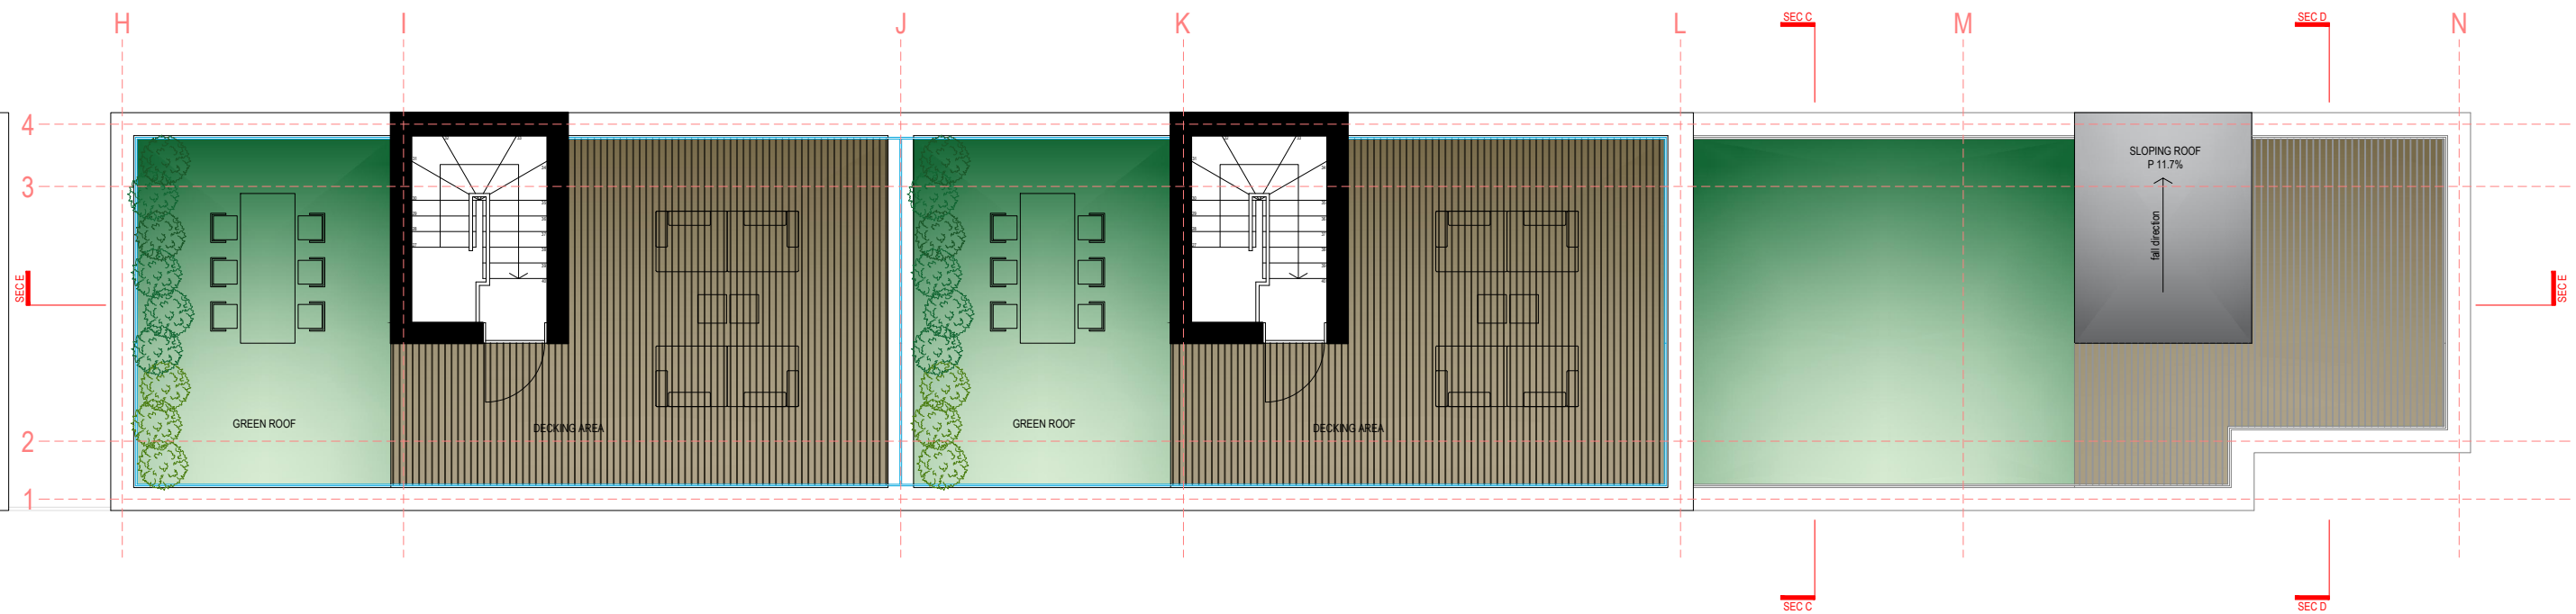 H I J K L M N
SEC C
SEC D
4
3
2
1
SLOPING ROOF
P 11.7%
fall direction
SEC E
SEC E
GREEN ROOF
DECKING AREA
GREEN ROOF
DECKING AREA
SEC C
SEC D